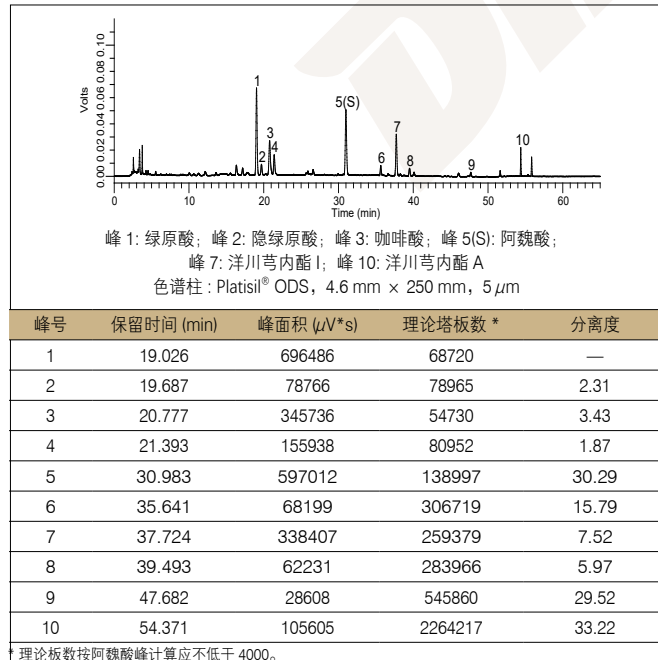 Volts
0.00 0.02 0.04 0.06 0.08 0.10
1
2
3
4
5(S)
6
7
8
9
10
0 10 20 30 40 50 60
Time (min)
峰 1: 绿原酸；峰 2: 隐绿原酸；峰 3: 咖啡酸；峰 5(S): 阿魏酸；
峰 7: 洋川芎内酯 I；峰 10: 洋川芎内酯 A
色谱柱 : Platisil® ODS，4.6 mm × 250 mm，5 μm
峰号 保留时间 (min) 峰面积 (μV*s) 理论塔板数 * 分离度
1 19.026 696486 68720 —
2 19.687 78766 78965 2.31
3 20.777 345736 54730 3.43
4 21.393 155938 80952 1.87
5 30.983 597012 138997 30.29
6 35.641 68199 306719 15.79
7 37.724 338407 259379 7.52
8 39.493 62231 283966 5.97
9 47.682 28608 545860 29.52
10 54.371 105605 2264217 33.22
* 理论板数按阿魏酸峰计算应不低于 4000。